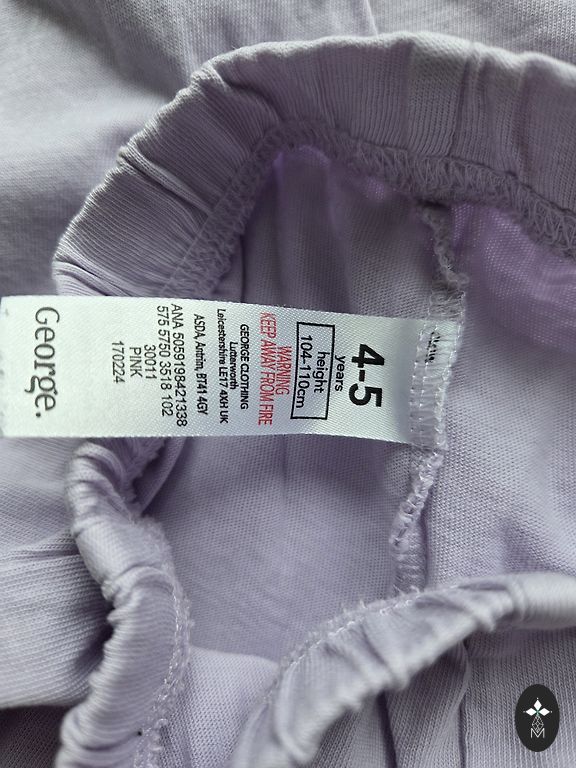 4-5
years
height
104-110cm
WARNING
KEEP AWAY FROM FIRE
GEORGE CLOTHING
Lutterworth
Leicestershire LE17 4XH UK
ASDA, Antrim, BT41 4GY
ANA 5059198421338
575 5750 3518 102
30011
PINK
170224
George.